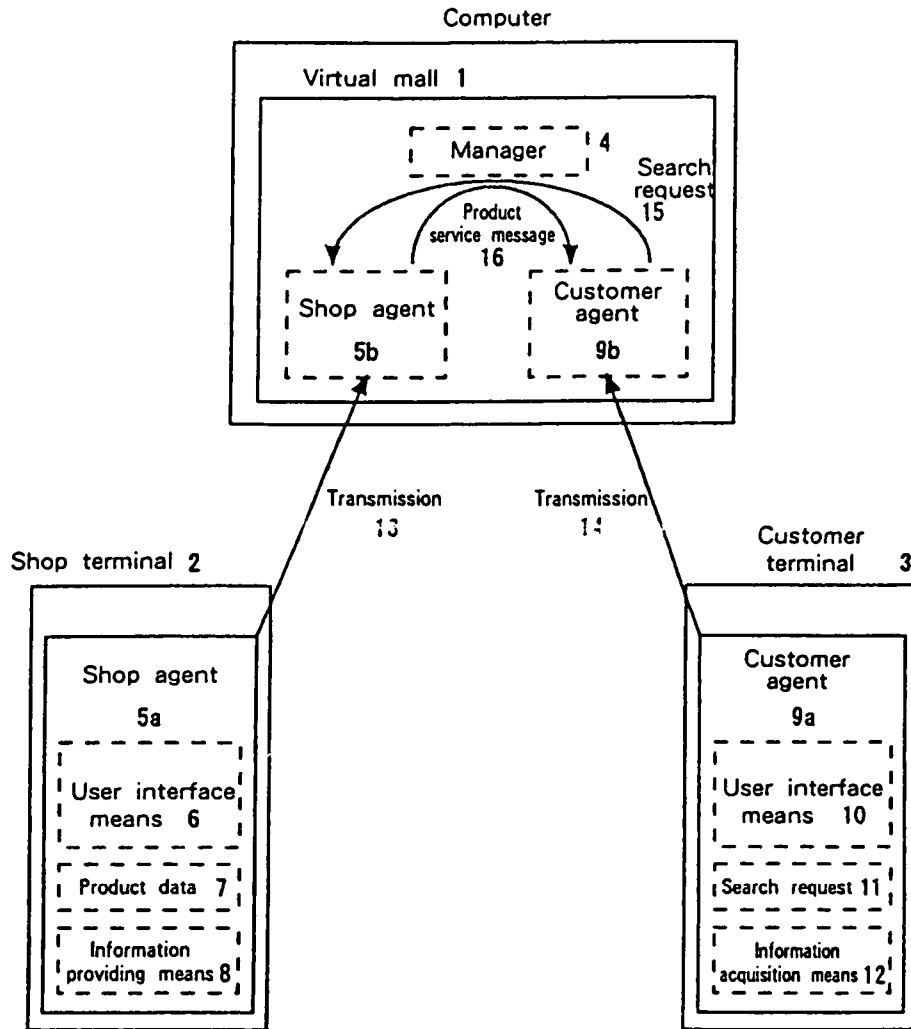 Computer
Virtual mall 1
Manager
4
Search
request
15
Product
service message
16
Shop agent
5b
Customer
agent
9b
Transmission
Transmission
Shop terminal 2
Customer
terminal 3
Shop agent
5a
User interface
means 6
Product data 7
Information
providing means 8
Customer
agent
9a
User interface
means 10
Search request 11
Information
acquisition means 12